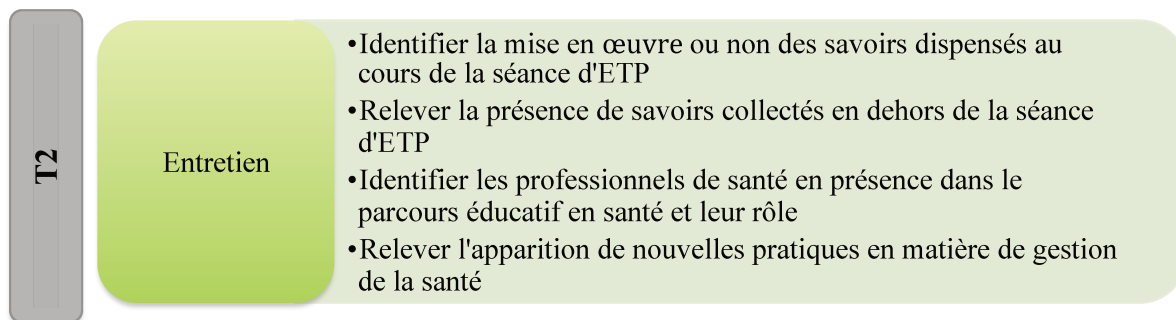 T2
Entretien
•Identifier la mise en œuvre ou non des savoirs dispensés au
cours de la séance d'ETP
•Relever la présence de savoirs collectés en dehors de la séance
d'ETP
•Identifier les professionnels de santé en présence dans le
parcours éducatif en santé et leur rôle
•Relever l'apparition de nouvelles pratiques en matière de gestion
de la santé